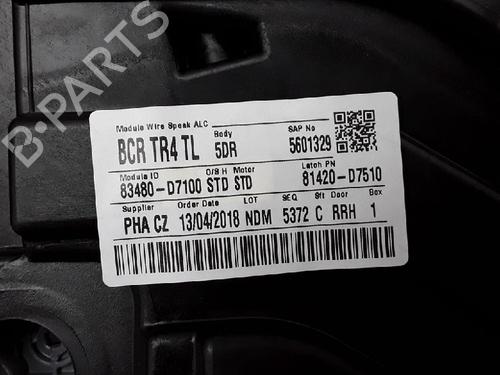 B-PARTS
Module Wire Speak ALC Body SAP No
BCR TR4 TL 5DR 5601329
Module ID O/S H Motor Latch PN
83480-D7100 STD STD 81420-D7510
Supplier Order Date LOT SEQ Sft Door Box
PHA CZ 13/04/2018 NDM 5372 C RRH 1